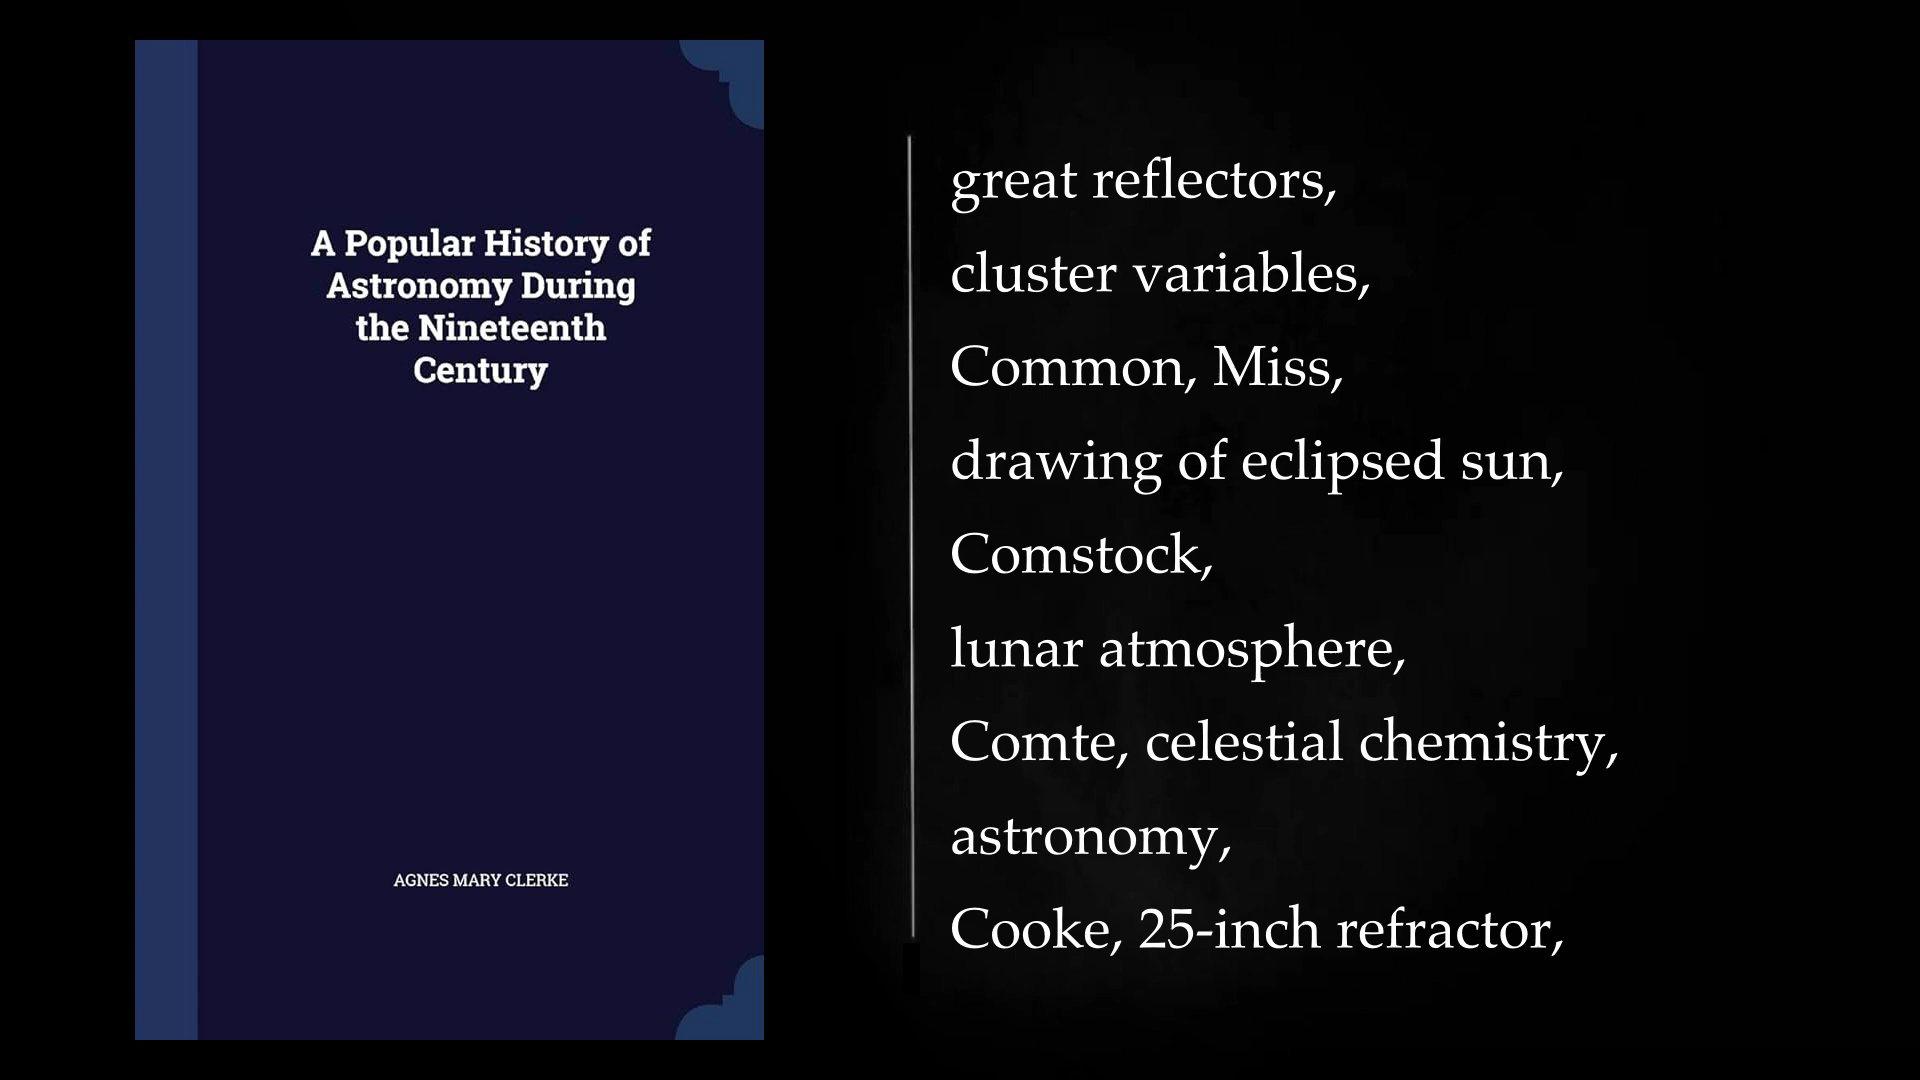 A Popular History of
Astronomy During
the Nineteenth
Century
AGNES MARY CLERKE
great reflectors,
cluster variables,
Common, Miss,
drawing of eclipsed sun,
Comstock,
lunar atmosphere,
Comte, celestial chemistry,
astronomy,
Cooke, 25-inch refractor,